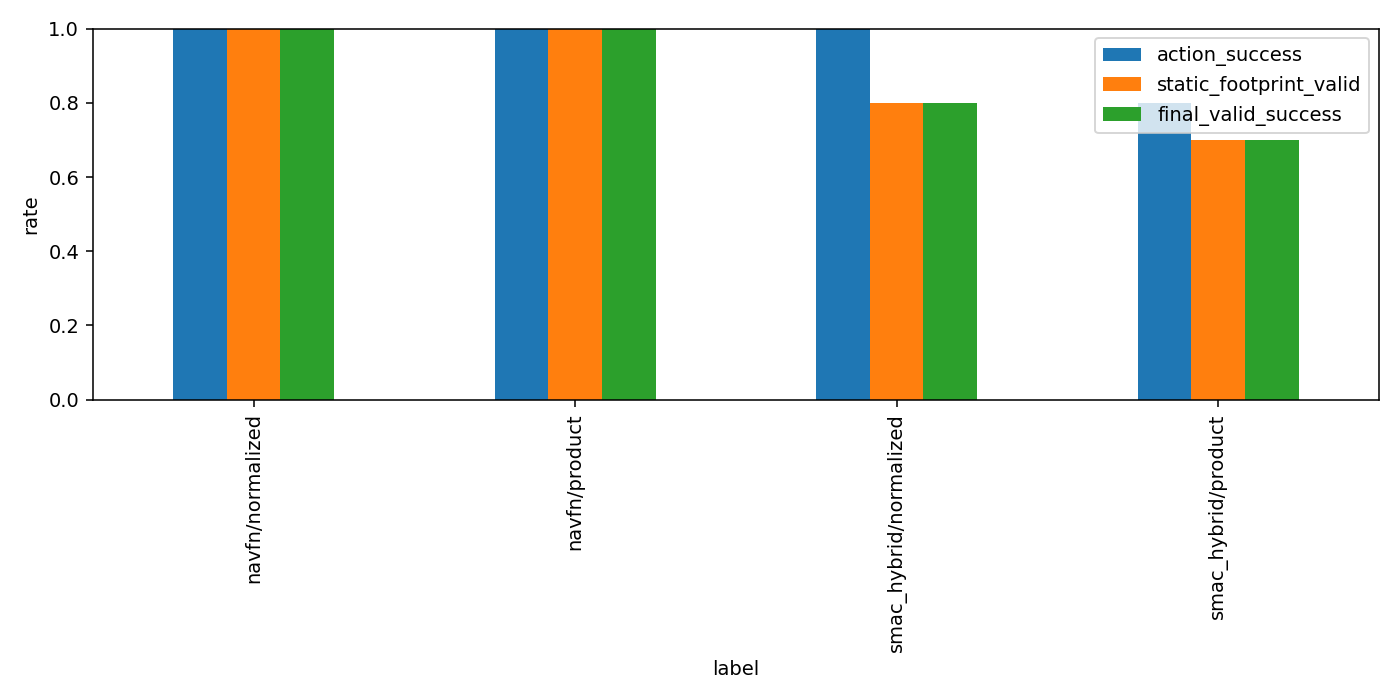 1.0
0.8
0.6
0.4
0.2
0.0
rate
action_success
static_footprint_valid
final_valid_success
navfn/normalized
navfn/product
smac_hybrid/normalized
smac_hybrid/product
label